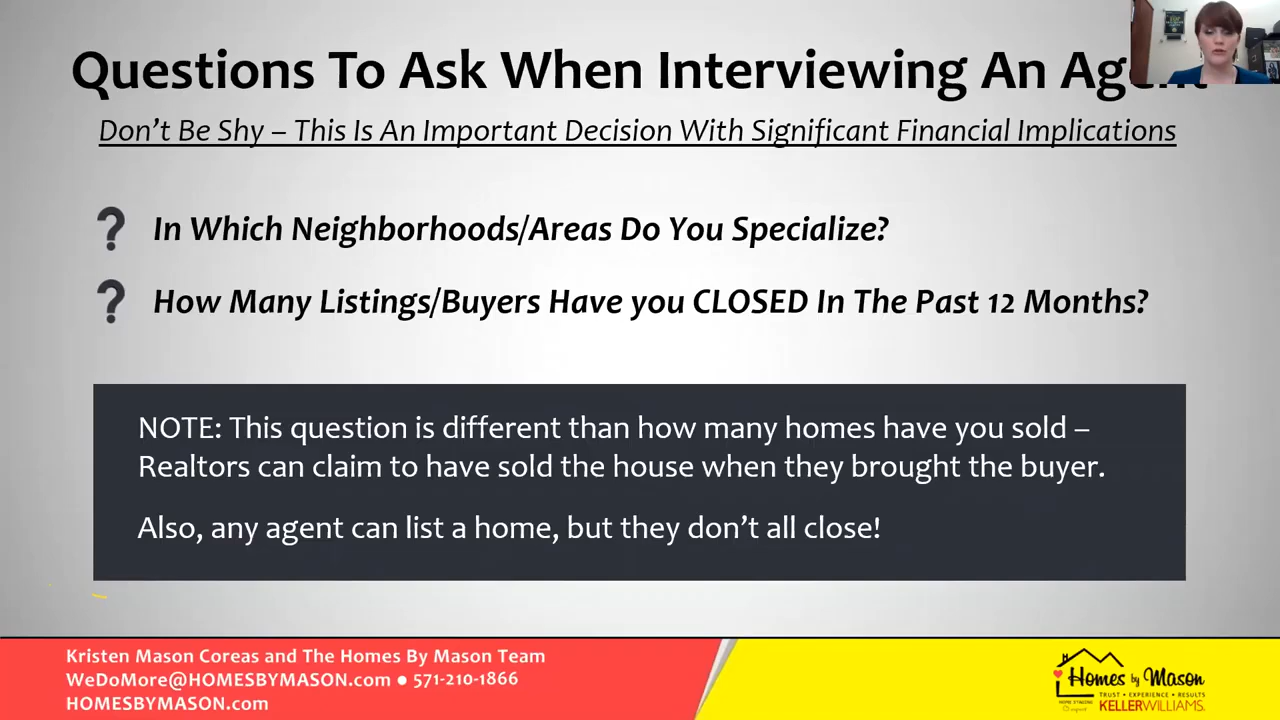 Questions To Ask When Interviewing An Agent
Don't Be Shy – This Is An Important Decision With Significant Financial Implications
? In Which Neighborhoods/Areas Do You Specialize?
? How Many Listings/Buyers Have you CLOSED In The Past 12 Months?
NOTE: This question is different than how many homes have you sold –
Realtors can claim to have sold the house when they brought the buyer.
Also, any agent can list a home, but they don't all close!
Kristen Mason Coreas and The Homes By Mason Team
WeDoMore@HOMESBYMASON.com ● 571-210-1866
HOMESBYMASON.com
Homes by Mason
TRUST • EXPERIENCE • RESULTS
KELLERWILLIAMS.